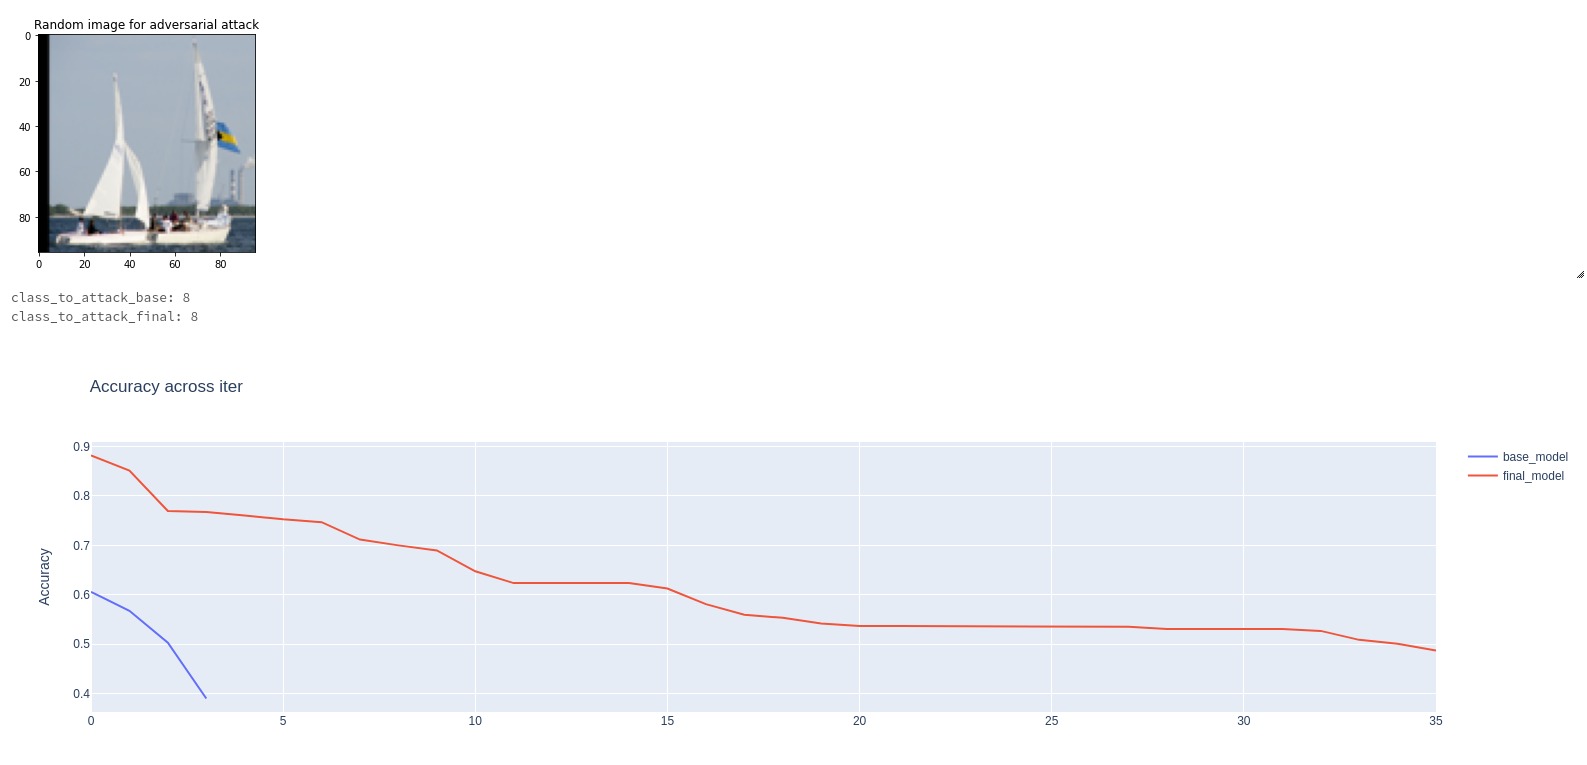 Random image for adversarial attack
0
20
40
60
80
0 20 40 60 80
class_to_attack_base: 8
class_to_attack_final: 8
Accuracy across iter
0.9
0.8
0.7
0.6
0.5
0.4
Accuracy
0 5 10 15 20 25 30 35
base_model
final_model